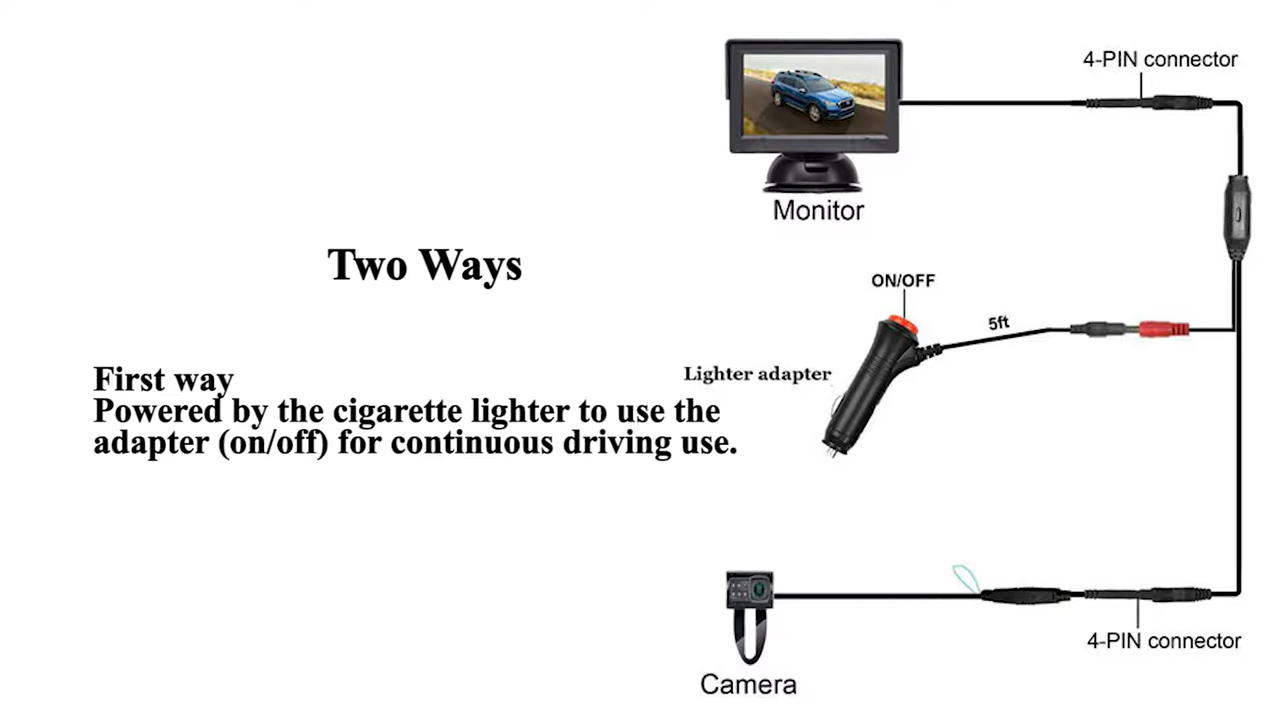 4-PIN connector
Monitor
Two Ways
ON/OFF
5ft
Lighter adapter
First way
Powered by the cigarette lighter to use the
adapter (on/off) for continuous driving use.
4-PIN connector
Camera